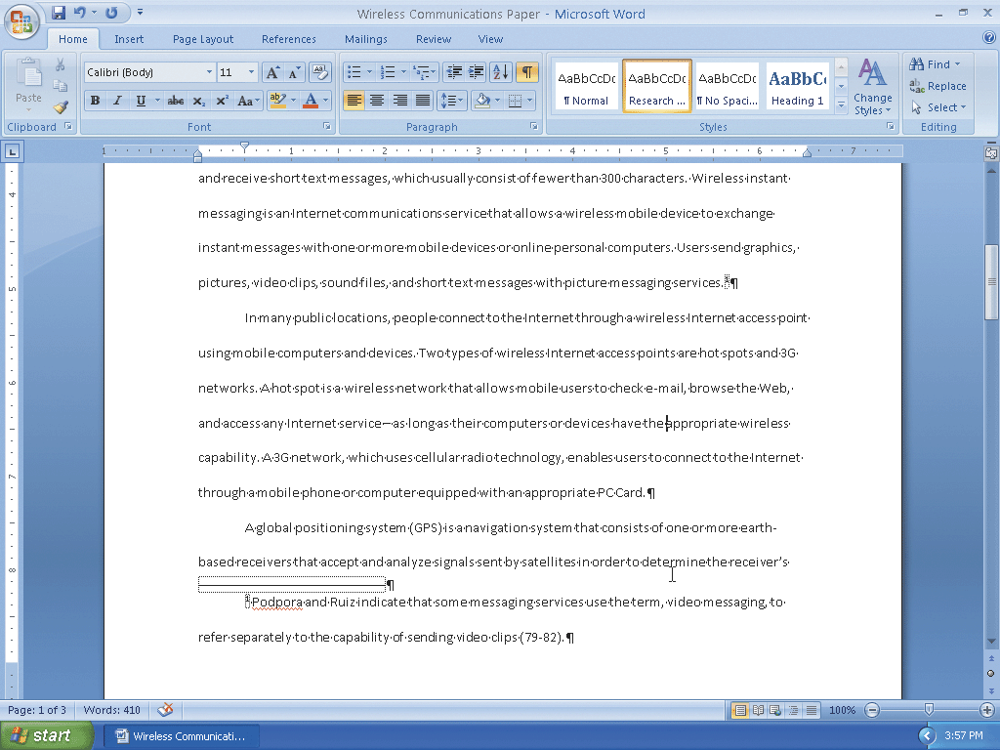 Wireless Communications Paper - Microsoft Word
Home Insert Page Layout References Mailings Review View
Paste
Calibri (Body) 11
AaBbCcDc AaBbCcDc AaBbCcDc AaBbC
¶ Normal Research ... ¶ No Spaci... Heading 1
Change Styles
Find
Replace
Select
Clipboard Font Paragraph Styles Editing
1 1 2 3 4 5 6 7
and receive short text messages, which usually consist of fewer than 300 characters. Wireless instant
messaging is an Internet communications service that allows a wireless mobile device to exchange
instant messages with one or more mobile devices or online personal computers. Users send graphics,
pictures, video clips, sound files, and short text messages with picture messaging services.1¶
In many public locations, people connect to the Internet through a wireless Internet access point
using mobile computers and devices. Two types of wireless Internet access points are hot spots and 3G
networks. A hot spot is a wireless network that allows mobile users to check e-mail, browse the Web,
and access any Internet service—as long as their computers or devices have the appropriate wireless
capability. A 3G network, which uses cellular radio technology, enables users to connect to the Internet
through a mobile phone or computer equipped with an appropriate PC Card.¶
A global positioning system (GPS) is a navigation system that consists of one or more earth-
based receivers that accept and analyze signals sent by satellites in order to determine the receiver's
¶
1 Podpora and Ruiz indicate that some messaging services use the term, video messaging, to
refer separately to the capability of sending video clips (79-82).¶
4
5
6
7
8
Page: 1 of 3 Words: 410 100%
start Wireless Communicati... 3:57 PM